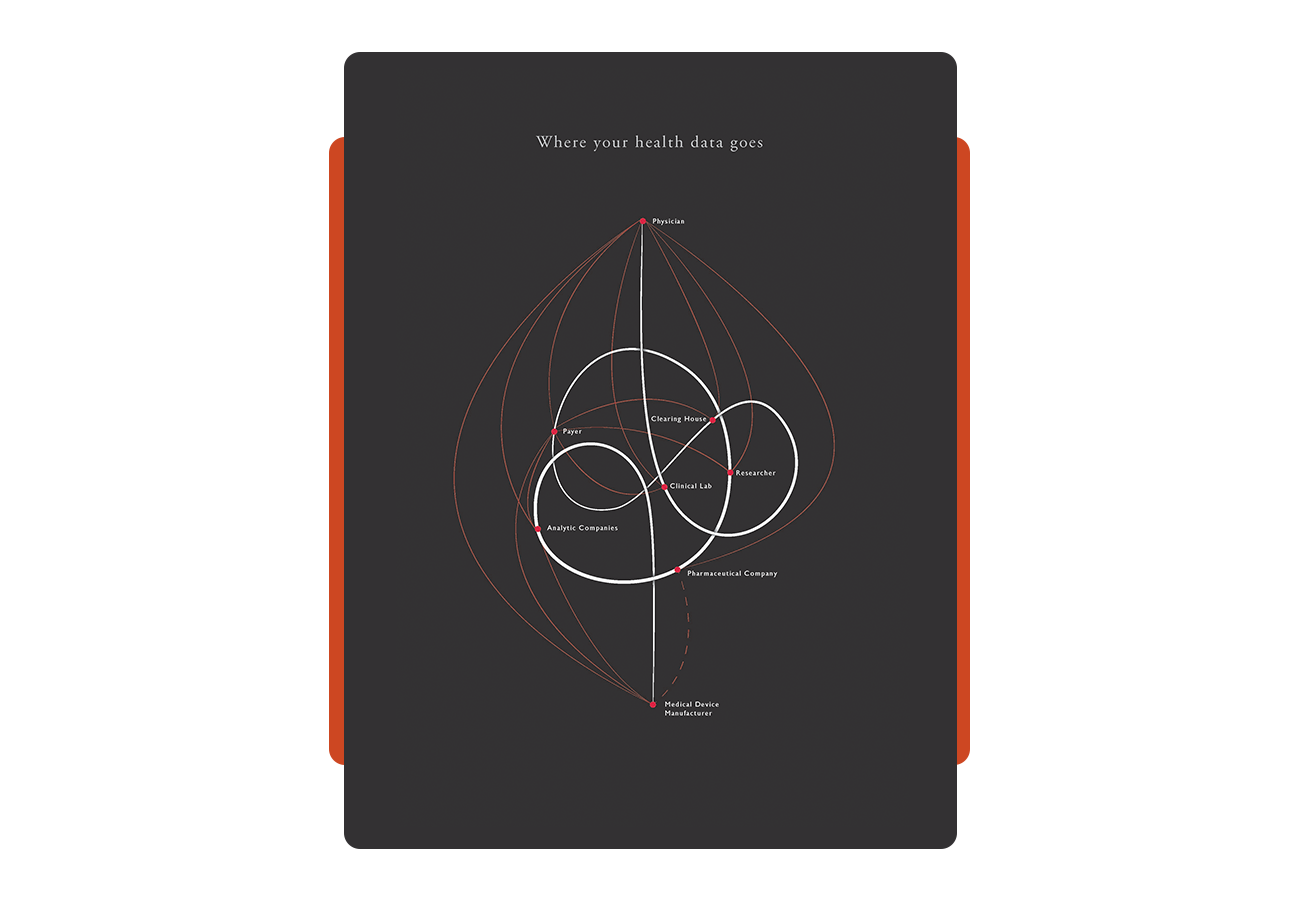 Where your health data goes
Physician
Clearing House
Payer
Researcher
Clinical Lab
Analytic Companies
Pharmaceutical Company
Medical Device
Manufacturer